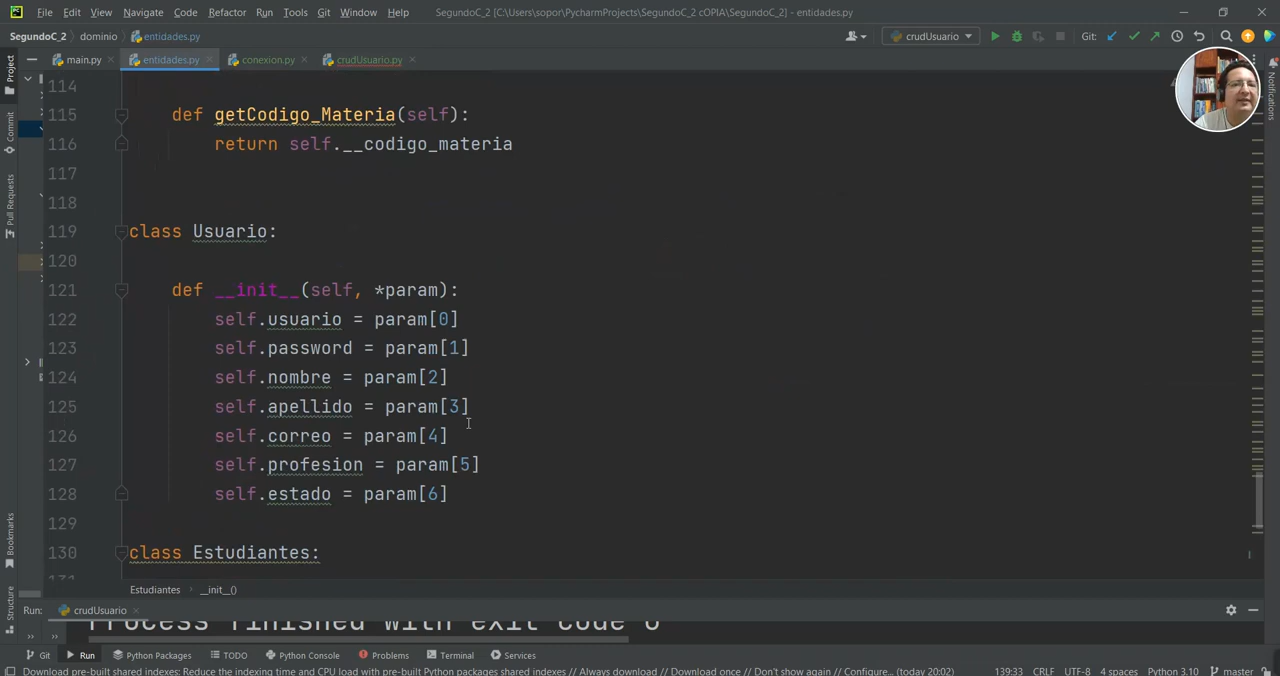 File Edit View Navigate Code Refactor Run Tools Git Window Help SegundoC_2 [C:\Users\sopor\PycharmProjects\SegundoC_2 cOPIA\SegundoC_2] - entidades.py
SegundoC_2 dominio entidades.py crudUsuario Git:
main.py entidades.py conexion.py crudUsuario.py
Project
Commit
Pull Requests
Bookmarks
Structure
Notifications
114
115 def getCodigo_Materia(self):
116 return self.__codigo_materia
117
118
119 class Usuario:
120
121 def __init__(self, *param):
122 self.usuario = param[0]
123 self.password = param[1]
124 self.nombre = param[2]
125 self.apellido = param[3]
126 self.correo = param[4]
127 self.profesion = param[5]
128 self.estado = param[6]
129
130 class Estudiantes:
Estudiantes __init__()
Run: crudUsuario
Process finished with exit code 0
Git Run Python Packages TODO Python Console Problems Terminal Services
Download pre-built shared indexes: Reduce the indexing time and CPU load with pre-built Python packages shared indexes // Always download // Download once // Don't show again // Configure... (today 20:02) 139:33 CRLF UTF-8 4 spaces Python 3.10 master